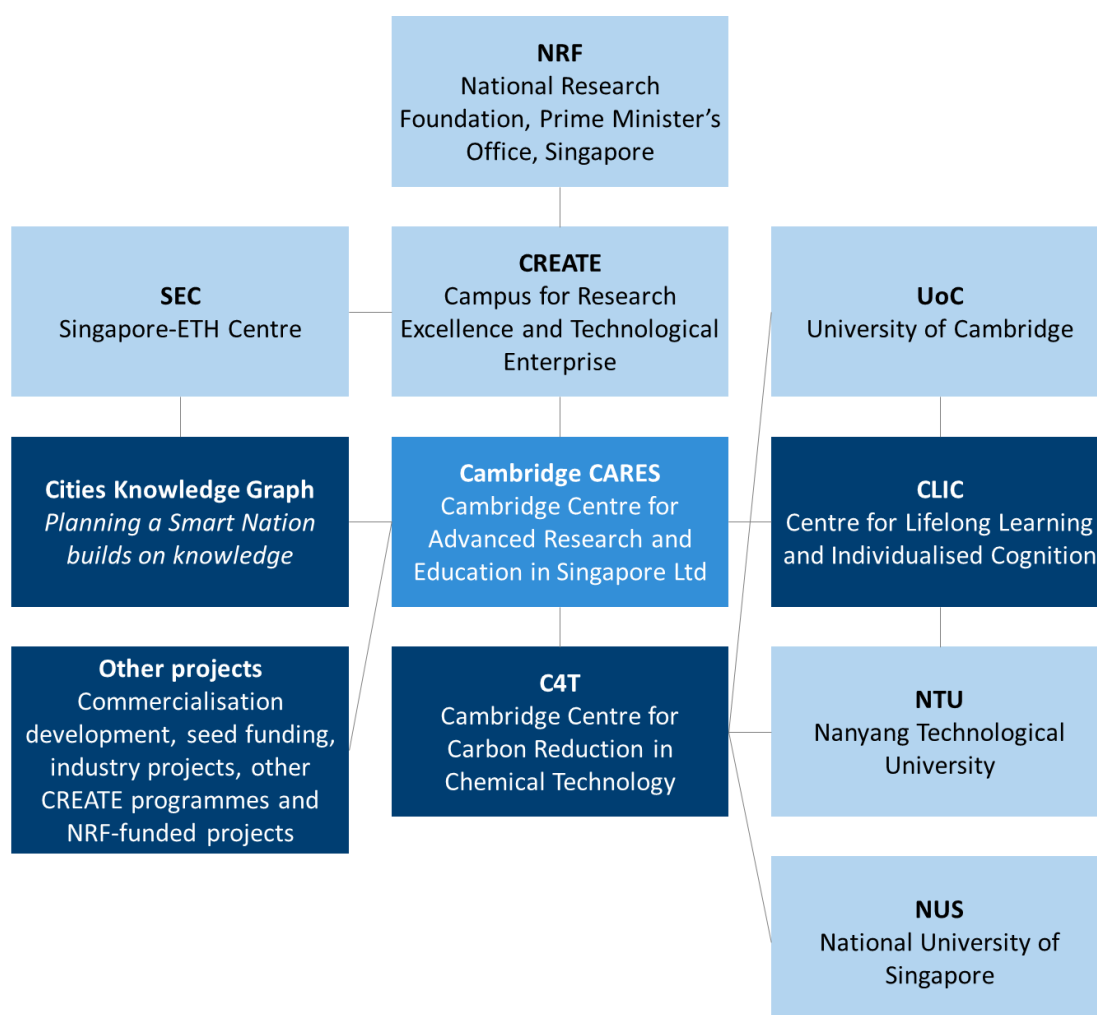 NRF
National Research
Foundation, Prime Minister’s
Office, Singapore
SEC
Singapore-ETH Centre
CREATE
Campus for Research
Excellence and Technological
Enterprise
UoC
University of Cambridge
Cities Knowledge Graph
Planning a Smart Nation
builds on knowledge
Cambridge CARES
Cambridge Centre for
Advanced Research and
Education in Singapore Ltd
CLIC
Centre for Lifelong Learning
and Individualised Cognition
Other projects
Commercialisation
development, seed funding,
industry projects, other
CREATE programmes and
NRF-funded projects
C4T
Cambridge Centre for
Carbon Reduction in
Chemical Technology
NTU
Nanyang Technological
University
NUS
National University of
Singapore